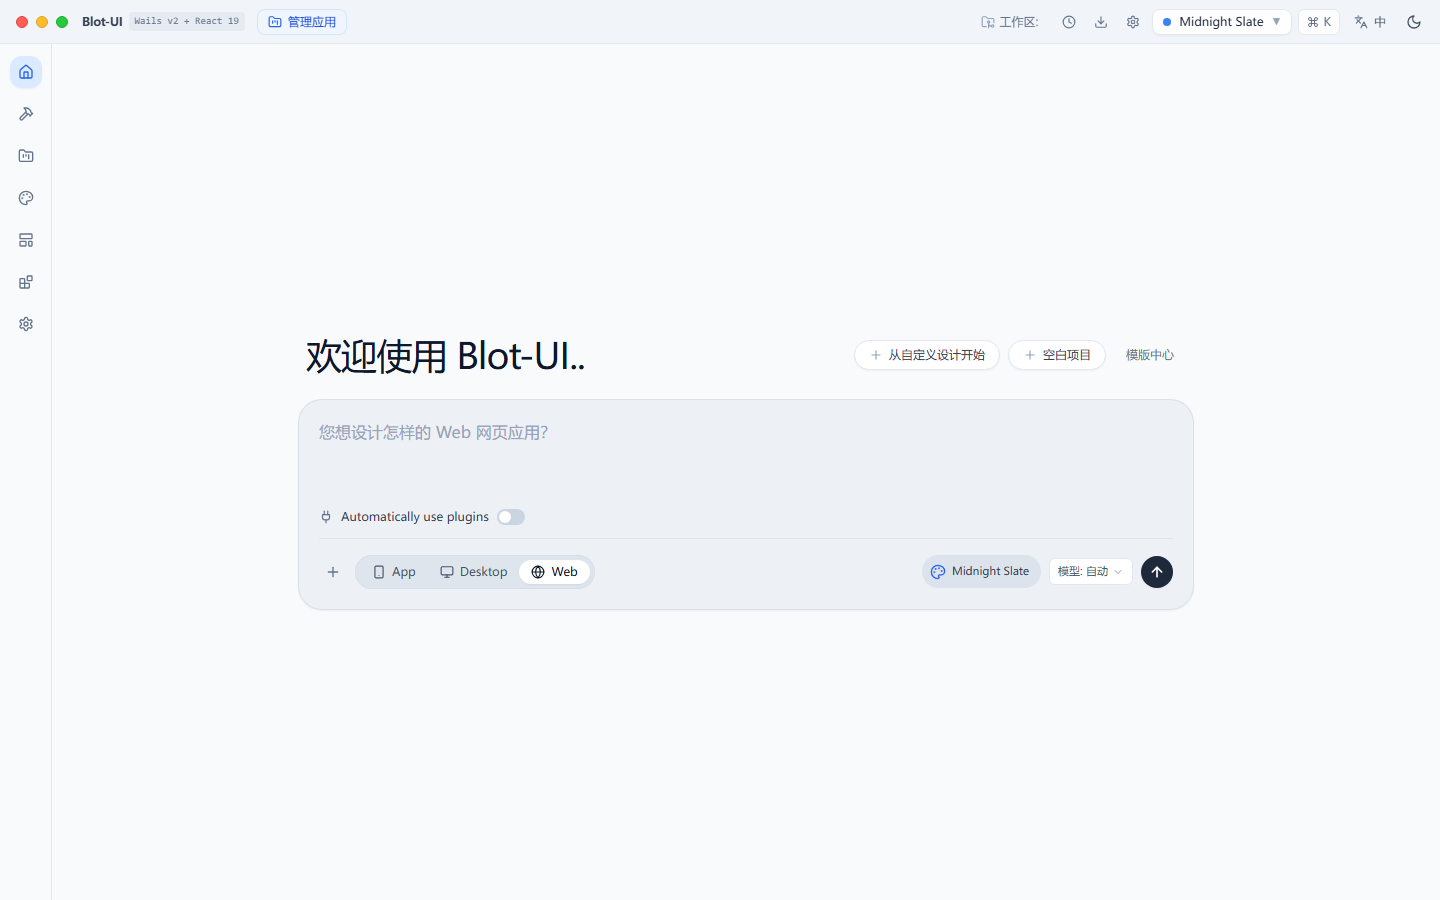 Blot-UI Wails v2 + React 19 管理应用 工作区: Midnight Slate ▼ ⌘ K 中
欢迎使用 Blot-UI.. 从自定义设计开始 空白项目 模版中心
您想设计怎样的 Web 网页应用?
Automatically use plugins
App Desktop Web Midnight Slate 模型: 自动